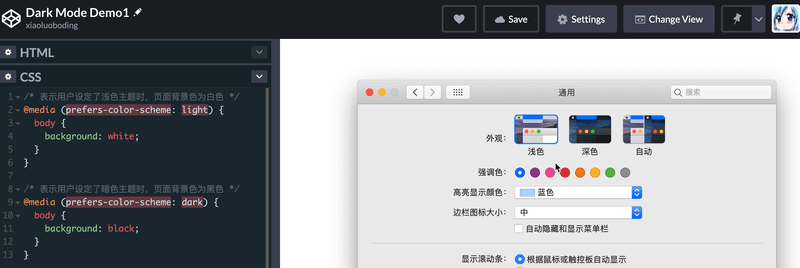 Dark Mode Demo1
xiaoluoboding
Save
Settings
Change View
HTML
CSS
1 /* 表示用户设定了浅色主题时，页面背景色为白色 */
2 @media (prefers-color-scheme: light) {
3 body {
4 background: white;
5 }
6 }
7
8 /* 表示用户设定了暗色主题时，页面背景色为黑色 */
9 @media (prefers-color-scheme: dark) {
10 body {
11 background: black;
12 }
13 }
通用
搜索
外观：
浅色 深色 自动
强调色：
高亮显示颜色： 蓝色
边栏图标大小： 中
自动隐藏和显示菜单栏
显示滚动条： 根据鼠标或触控板自动显示